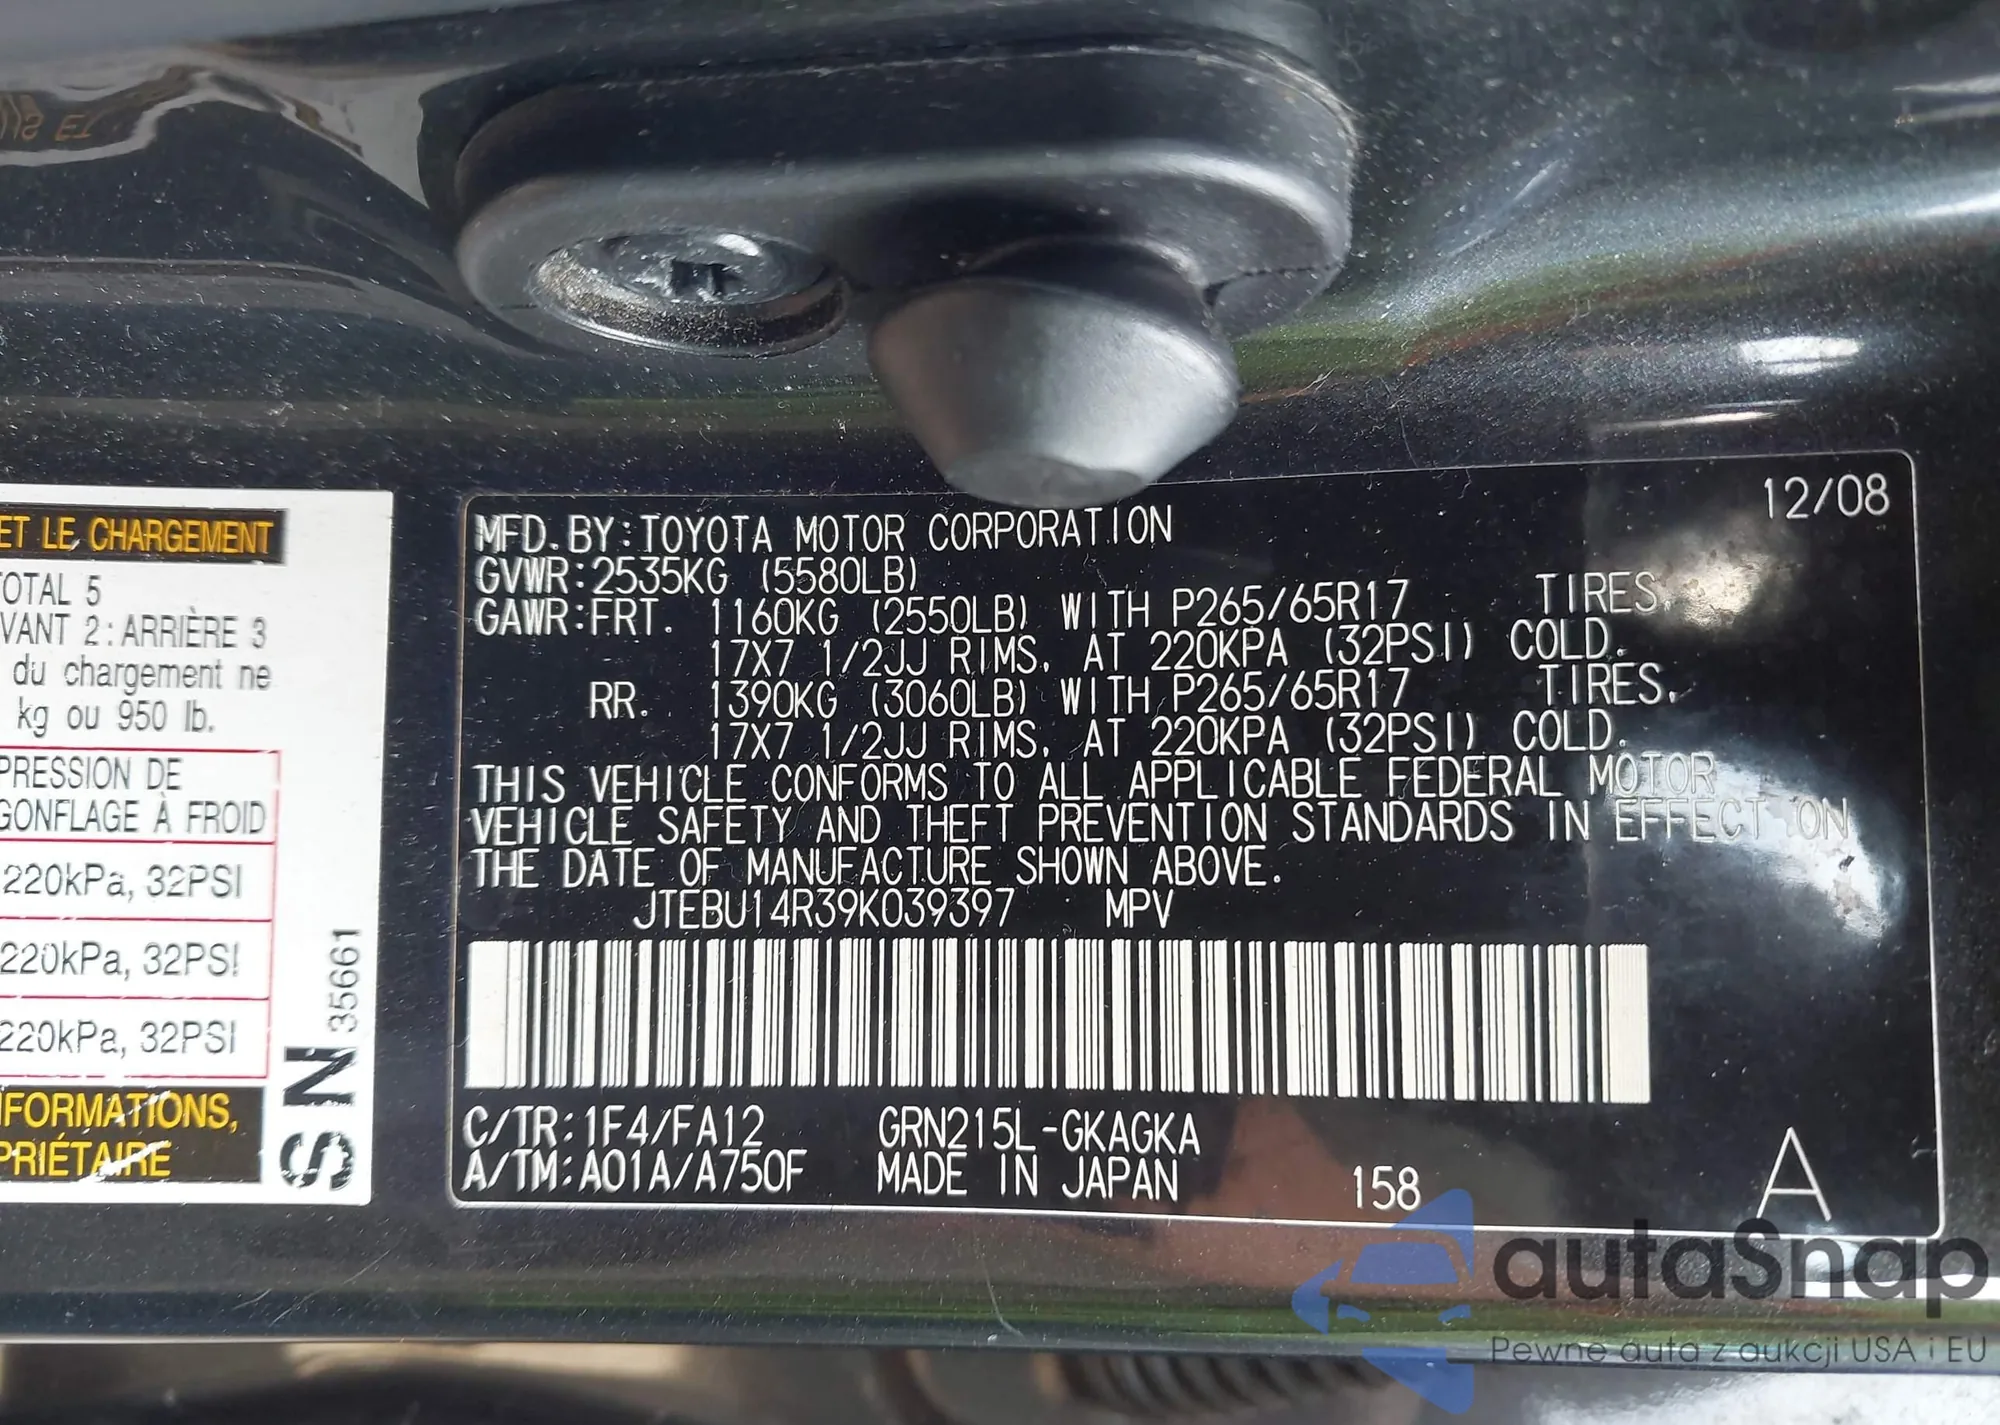 ET LE CHARGEMENT
TOTAL 5
VANT 2: ARRIÈRE 3
du chargement ne
kg ou 950 lb.
PRESSION DE
GONFLAGE À FROID
220kPa, 32PSI
220kPa, 32PSI
220kPa, 32PSI
NFORMATIONS,
PRIÉTAIRE
SN 35661
12/08
MFD.BY:TOYOTA MOTOR CORPORATION
GVWR:2535KG (5580LB)
GAWR:FRT. 1160KG (2550LB) WITH P265/65R17 TIRES,
17X7 1/2JJ RIMS, AT 220KPA (32PSI) COLD.
RR. 1390KG (3060LB) WITH P265/65R17 TIRES,
17X7 1/2JJ RIMS, AT 220KPA (32PSI) COLD.
THIS VEHICLE CONFORMS TO ALL APPLICABLE FEDERAL MOTOR
VEHICLE SAFETY AND THEFT PREVENTION STANDARDS IN EFFECT ON
THE DATE OF MANUFACTURE SHOWN ABOVE.
JTEBU14R39K039397 MPV
C/TR:1F4/FA12 GRN215L-GKAGKA
A/TM:A01A/A750F MADE IN JAPAN 158 A
autaSnap
Pewne auta z aukcji USA i EU